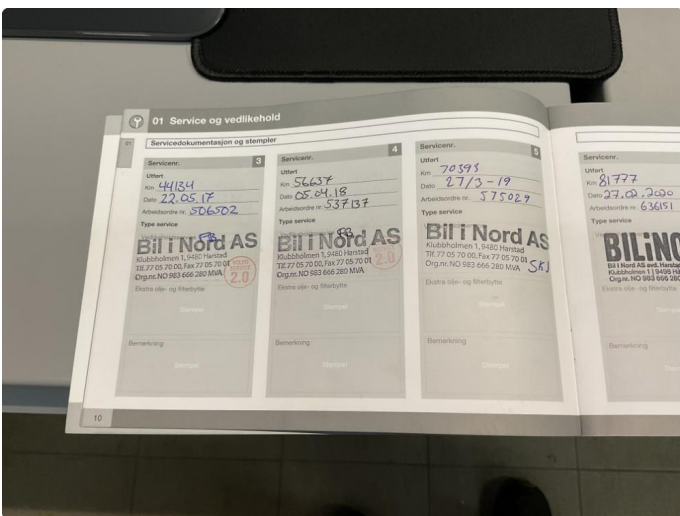 01 Service og vedlikehold
01
Servicedokumentasjon og stempler
Servicenr. 3
Utført
Km 44134
Dato 22.05.17
Arbeidsordre nr. 506502
Type service
Bil i Nord AS
Klubbholmen 1, 9480 Harstad
Tlf. 77 05 70 00, Fax 77 05 70 01
Org.nr. NO 983 666 280 MVA
VOLVO
SERVICE
2.0
Ekstra olje- og filterbytte
Stempel
Bemerkning
Stempel
Servicenr. 4
Utført
Km 56637
Dato 05.04.18
Arbeidsordre nr. 537137
Type service
Bil i Nord AS
Klubbholmen 1, 9480 Harstad
Tlf. 77 05 70 00, Fax 77 05 70 01
Org.nr. NO 983 666 280 MVA
2.0
Ekstra olje- og filterbytte
Stempel
Bemerkning
Stempel
Servicenr. 5
Utført
Km 70393
Dato 27/3-19
Arbeidsordre nr. 575029
Type service
Bil i Nord AS
Klubbholmen 1, 9480 Harstad
Tlf. 77 05 70 00, Fax 77 05 70 01
Org.nr. NO 983 666 280 MVA
Ekstra olje- og filterbytte
Stempel
Bemerkning
Stempel
Servicenr.
Utført
Km 81777
Dato 27.02.2020
Arbeidsordre nr. 636151
Type service
BILiNO
Bil i Nord AS avd. Harstad
Klubbholmen 1 | 9498 Ha
Org.nr. NO 983 666 280
Ekstra olje- og filterbytte
Bemerkning
10